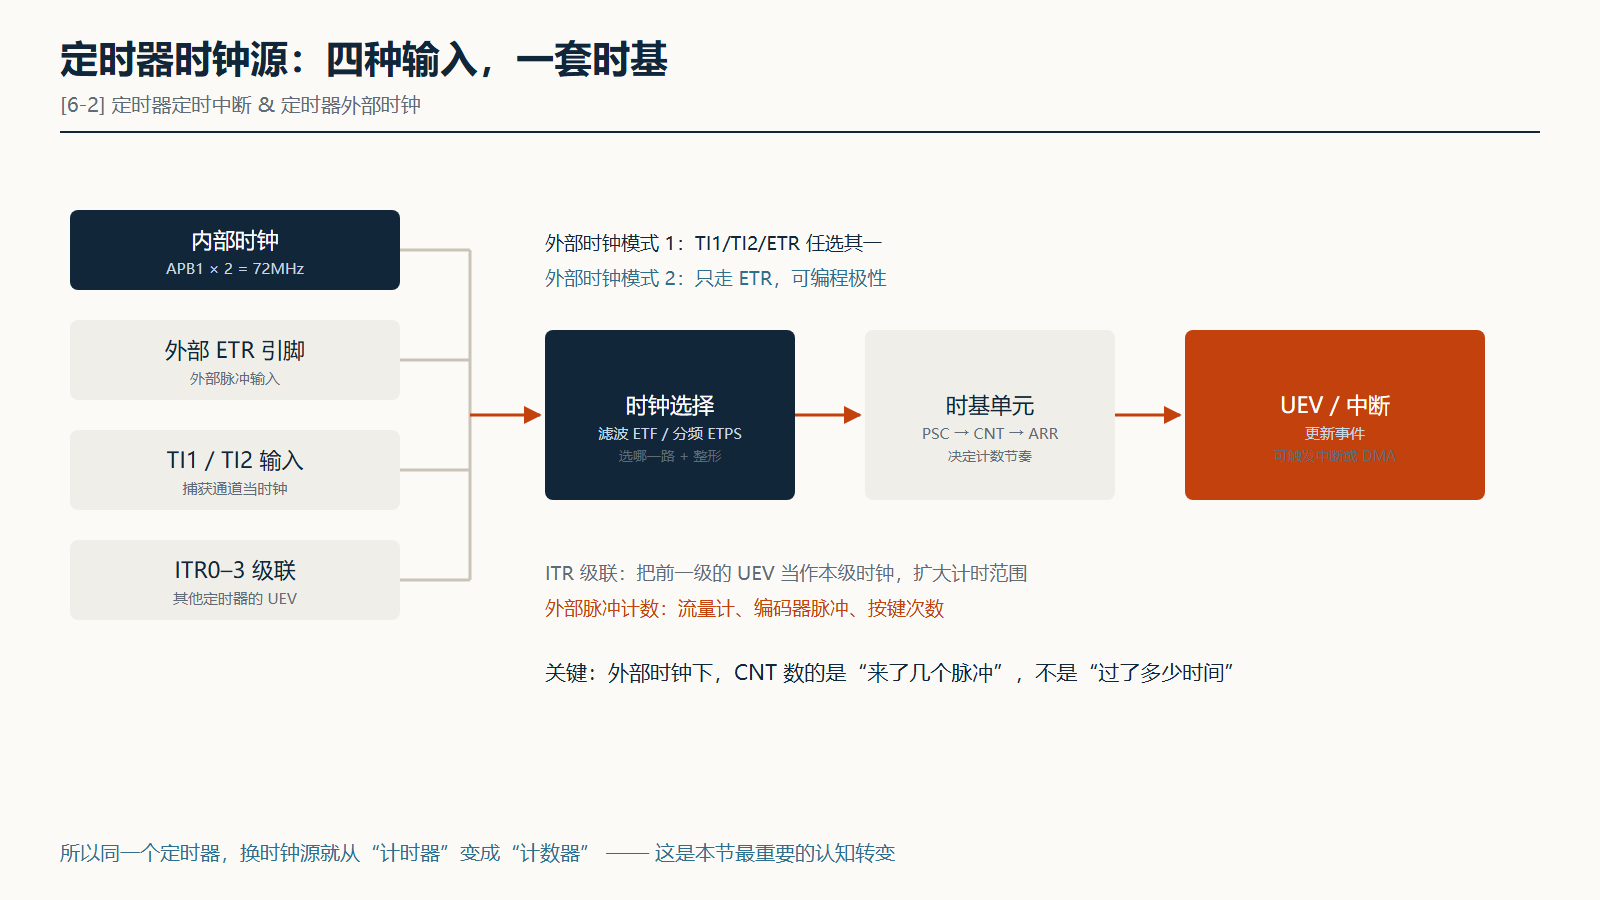 定时器时钟源：四种输入，一套时基
[6-2] 定时器定时中断 & 定时器外部时钟
内部时钟
APB1 × 2 = 72MHz
外部 ETR 引脚
外部脉冲输入
TI1 / TI2 输入
捕获通道当时钟
ITR0–3 级联
其他定时器的 UEV
外部时钟模式 1：TI1/TI2/ETR 任选其一
外部时钟模式 2：只走 ETR，可编程极性
时钟选择
滤波 ETF / 分频 ETPS
选哪一路 + 整形
时基单元
PSC → CNT → ARR
决定计数节奏
UEV / 中断
更新事件
可触发中断或 DMA
ITR 级联：把前一级的 UEV 当作本级时钟，扩大计时范围
外部脉冲计数：流量计、编码器脉冲、按键次数
关键：外部时钟下，CNT 数的是“来了几个脉冲”，不是“过了多少时间”
所以同一个定时器，换时钟源就从“计时器”变成“计数器” —— 这是本节最重要的认知转变